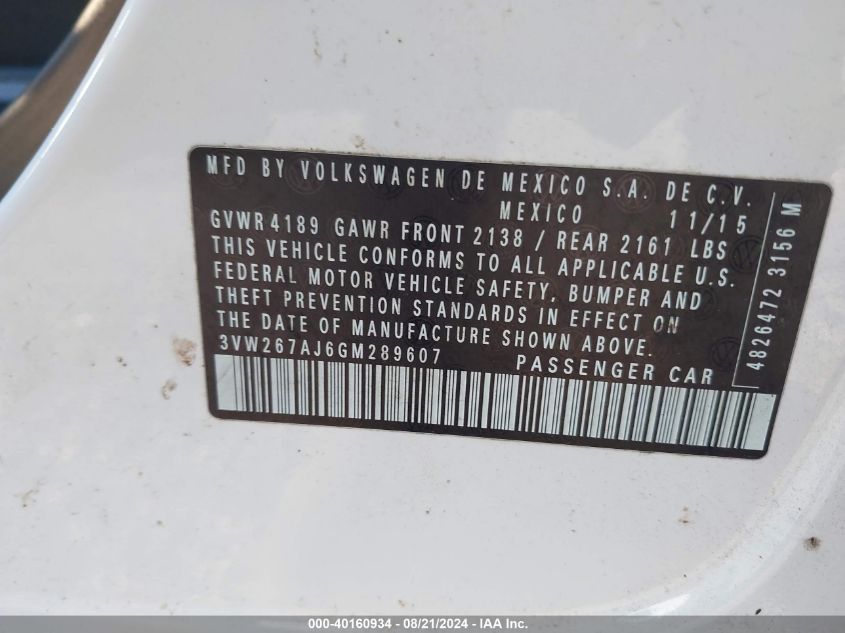 MFD BY VOLKSWAGEN DE MEXICO S.A. DE C.V.
MEXICO 11/15
GVWR 4189 GAWR FRONT 2138 / REAR 2161 LBS
THIS VEHICLE CONFORMS TO ALL APPLICABLE U.S.
FEDERAL MOTOR VEHICLE SAFETY, BUMPER AND
THEFT PREVENTION STANDARDS IN EFFECT ON
THE DATE OF MANUFACTURE SHOWN ABOVE.
3VW267AJ6GM289607 PASSENGER CAR
4826472 3156 M
000-40160934 - 08/21/2024 - IAA Inc.